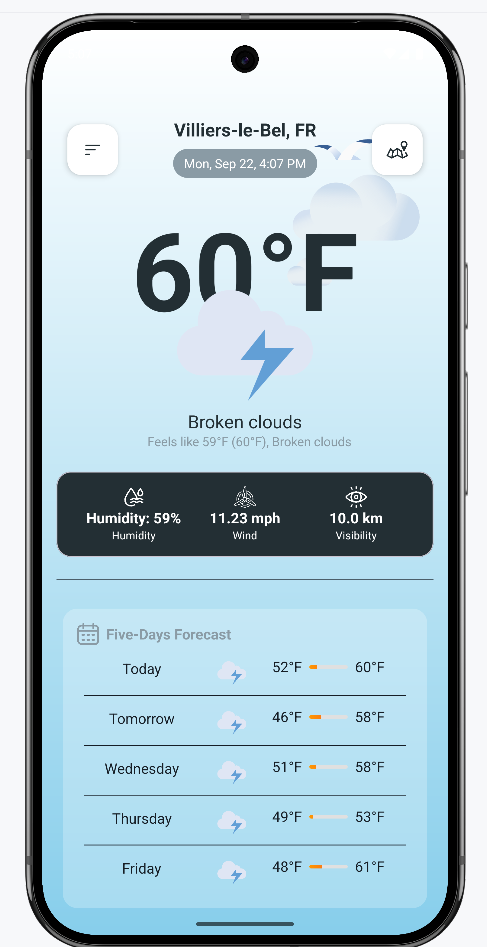 Villiers-le-Bel, FR
Mon, Sep 22, 4:07 PM
60°F
Broken clouds
Feels like 59°F (60°F), Broken clouds
Humidity: 59% 11.23 mph 10.0 km
Humidity Wind Visibility
Five-Days Forecast
Today 52°F 60°F
Tomorrow 46°F 58°F
Wednesday 51°F 58°F
Thursday 49°F 53°F
Friday 48°F 61°F